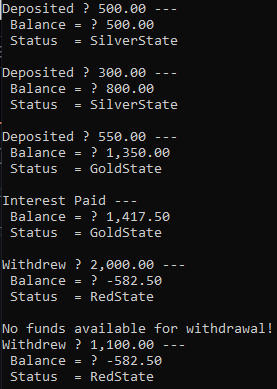 Deposited ? 500.00 ---
Balance = ? 500.00
Status  = SilverState
Deposited ? 300.00 ---
Balance = ? 800.00
Status  = SilverState
Deposited ? 550.00 ---
Balance = ? 1,350.00
Status  = GoldState
Interest Paid ---
Balance = ? 1,417.50
Status  = GoldState
Withdrew ? 2,000.00 ---
Balance = ? -582.50
Status  = RedState
No funds available for withdrawal!
Withdrew ? 1,100.00 ---
Balance = ? -582.50
Status  = RedState